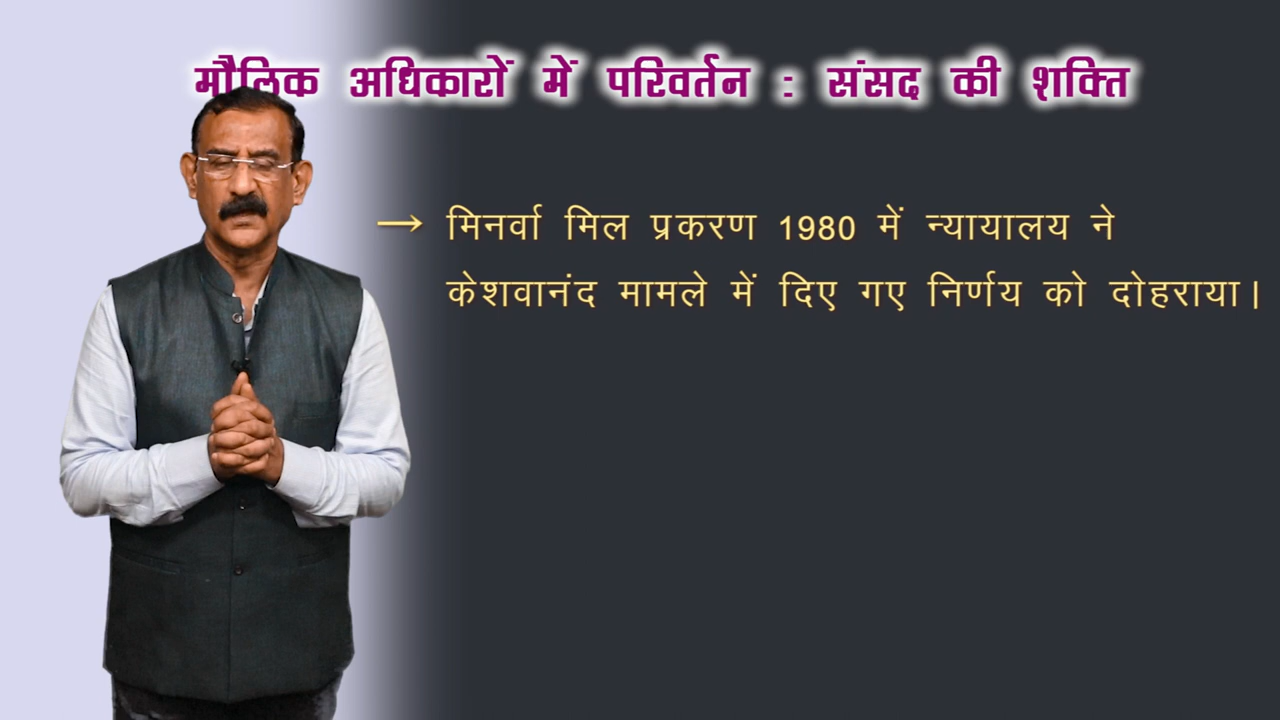 मौलिक अधिकारों में परिवर्तन : संसद की शक्ति
→ मिनर्वा मिल प्रकरण 1980 में न्यायालय ने
केशवानंद मामले में दिए गए निर्णय को दोहराया।